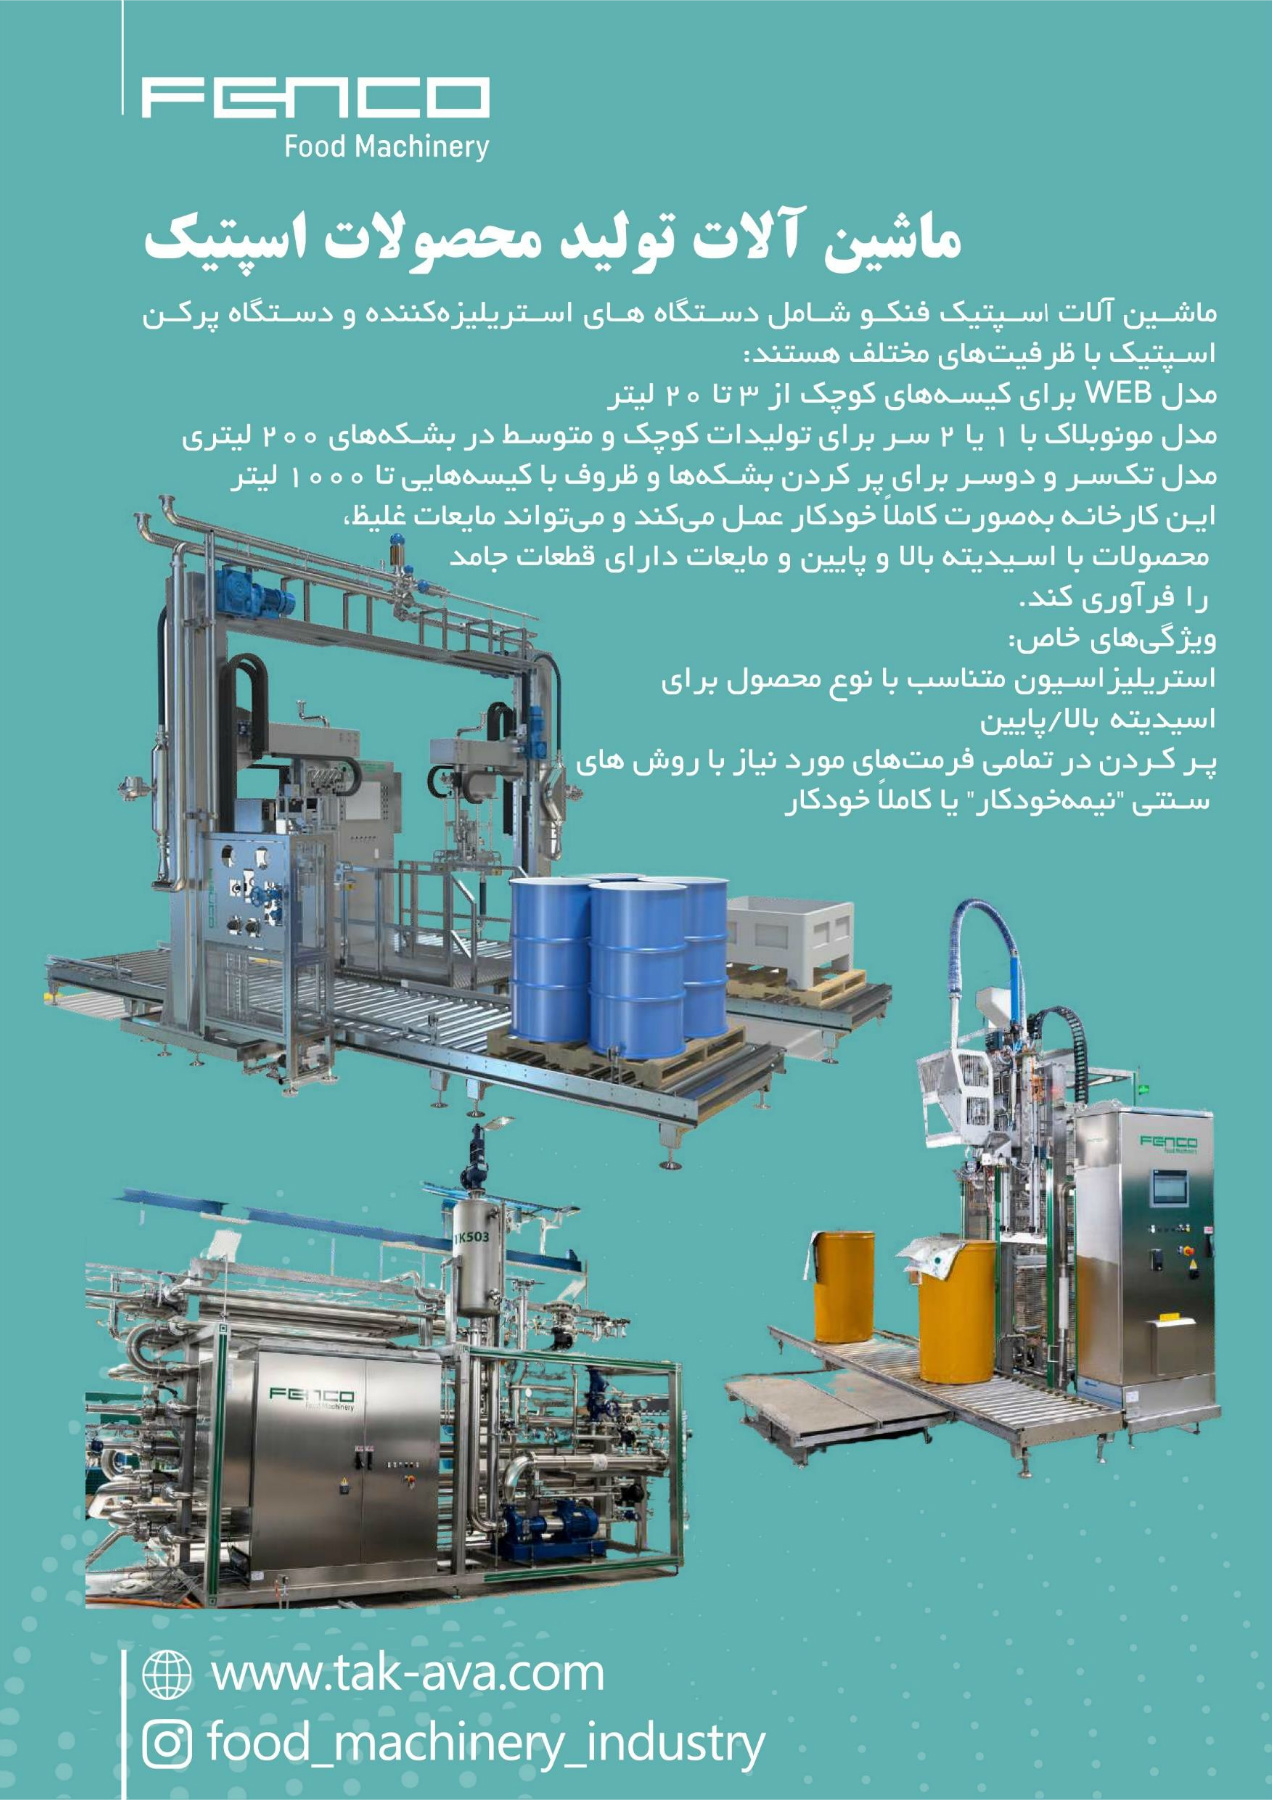 FENCO
Food Machinery
ماشین آلات تولید محصولات اسپتیک
ماشین آلات اسپتیک فنکو شامل دستگاه های استریلیزه‌کننده و دستگاه پرکن
اسپتیک با ظرفیت‌های مختلف هستند:
مدل WEB برای کیسه‌های کوچک از ۳ تا ۲۰ لیتر
مدل مونوبلاک با ۱ یا ۲ سر برای تولیدات کوچک و متوسط در بشکه‌های ۲۰۰ لیتری
مدل تک‌سر و دوسر برای پر کردن بشکه‌ها و ظروف با کیسه‌هایی تا ۱۰۰۰ لیتر
این کارخانه به‌صورت کاملاً خودکار عمل می‌کند و می‌تواند مایعات غلیظ،
محصولات با اسیدیته بالا و پایین و مایعات دارای قطعات جامد
را فرآوری کند.
ویژگی‌های خاص:
استریلیزاسیون متناسب با نوع محصول برای
اسیدیته بالا/پایین
پر کردن در تمامی فرمت‌های مورد نیاز با روش های
سنتی "نیمه‌خودکار" یا کاملاً خودکار
FENCO
Food Machinery
TK503
FENCO
Food Machinery
www.tak-ava.com
food_machinery_industry